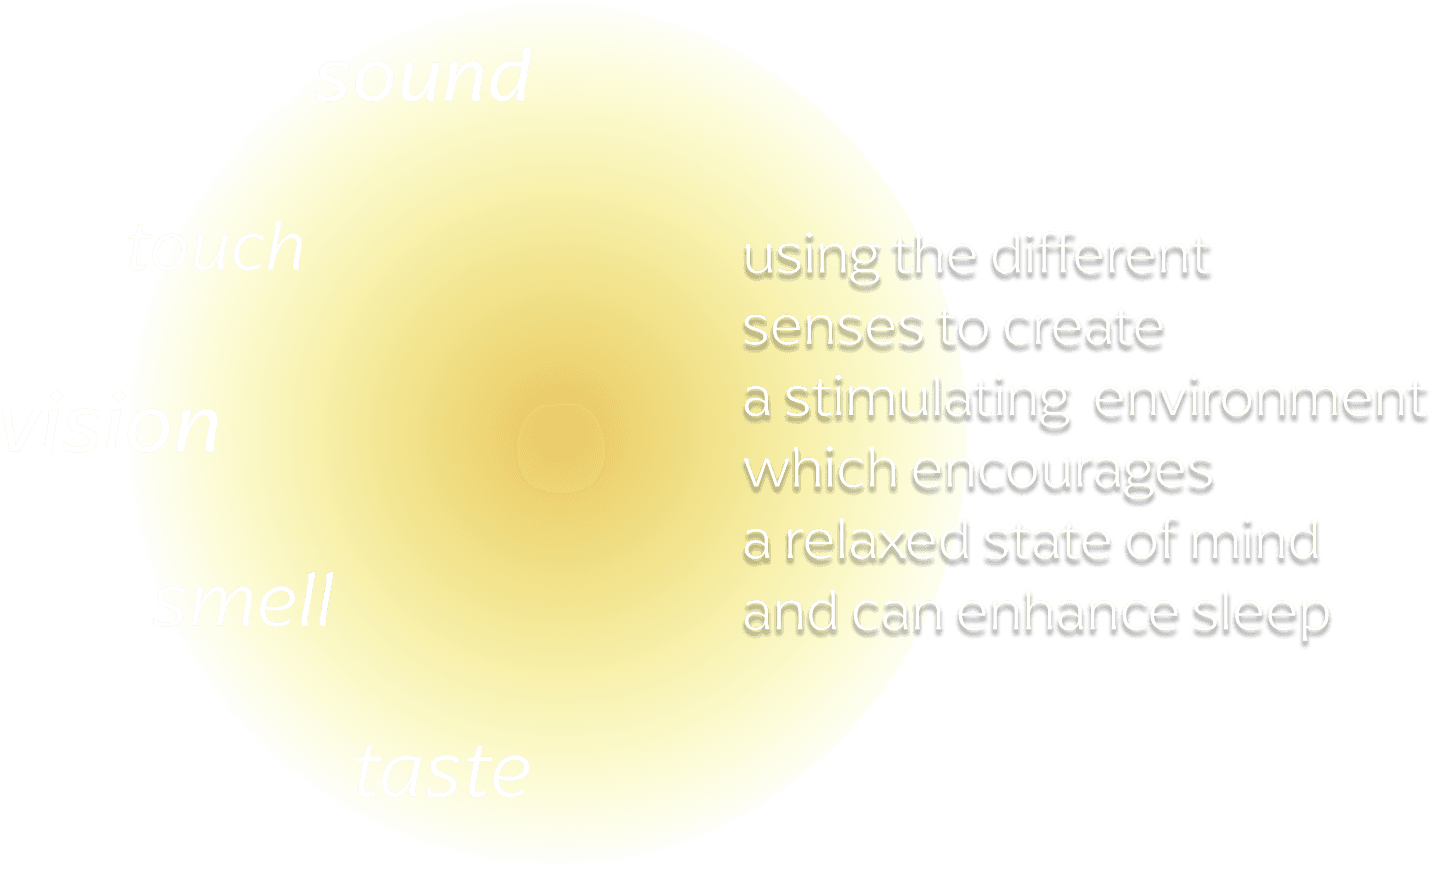 sound
touch
vision
smell
taste
using the different
senses to create
a stimulating environment
which encourages
a relaxed state of mind
and can enhance sleep